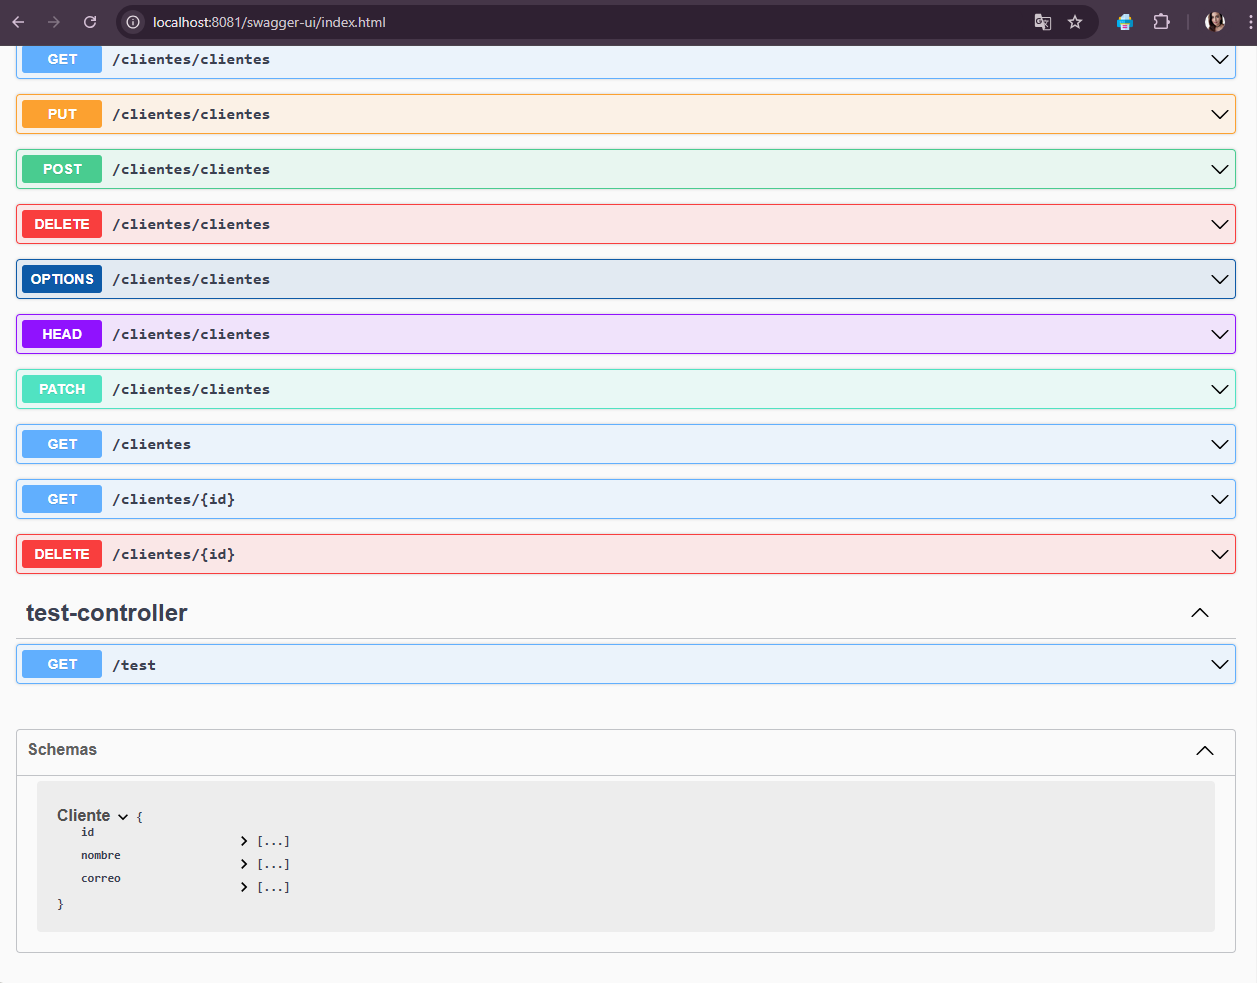 localhost:8081/swagger-ui/index.html
GET /clientes/clientes
PUT /clientes/clientes
POST /clientes/clientes
DELETE /clientes/clientes
OPTIONS /clientes/clientes
HEAD /clientes/clientes
PATCH /clientes/clientes
GET /clientes
GET /clientes/{id}
DELETE /clientes/{id}
test-controller
GET /test
Schemas
Cliente {
id [...]
nombre [...]
correo [...]
}